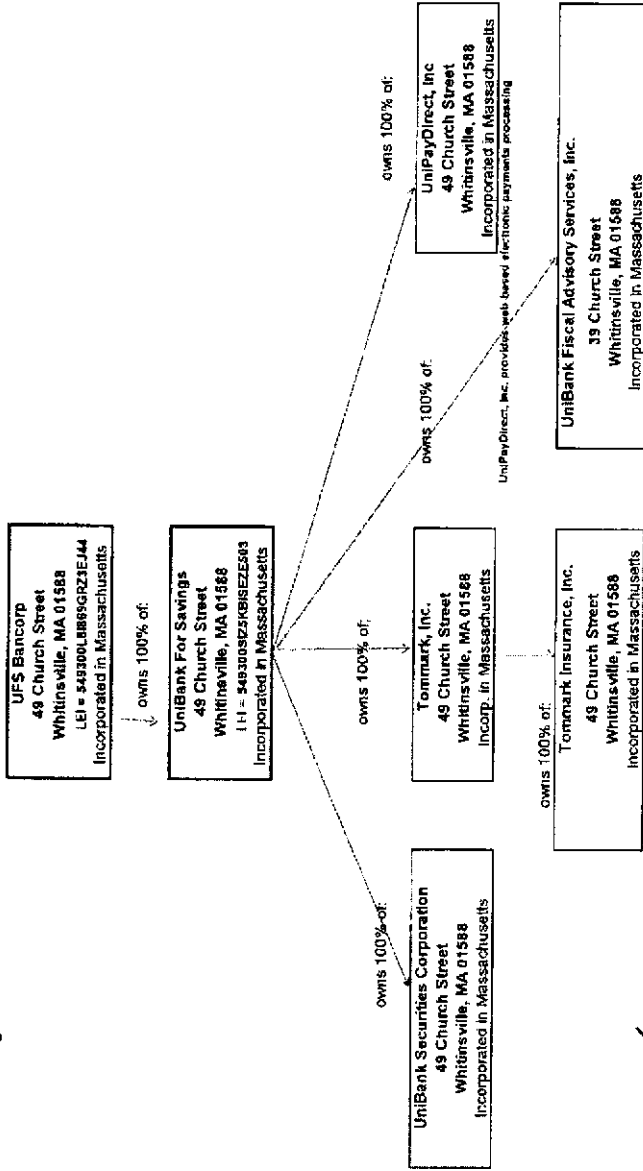 UFS Bancorp
49 Church Street
Whitinsville, MA 01588
Incorporated in Massachusetts
owns 100% of:
UniBank For Savings
49 Church Street
Whitinsville, MA 01588
Incorporated in Massachusetts
owns 100% of:
UniBank Securities Corporation
49 Church Street
Whitinsville, MA 01588
Incorporated in Massachusetts
owns 100% of:
Tommark, Inc.
49 Church Street
Whitinsville, MA 01588
Incorp. in Massachusetts
owns 100% of:
Tommark Insurance, Inc.
49 Church Street
Whitinsville, MA 01588
Incorporated in Massachusetts
owns 100% of:
UniPayDirect, Inc
49 Church Street
Whitinsville, MA 01588
Incorporated in Massachusetts
UniPayDirect, Inc. provides web based electronic payments processing
owns 100% of:
UniBank Fiscal Advisory Services, Inc.
39 Church Street
Whitinsville, MA 01588
Incorporated in Massachusetts